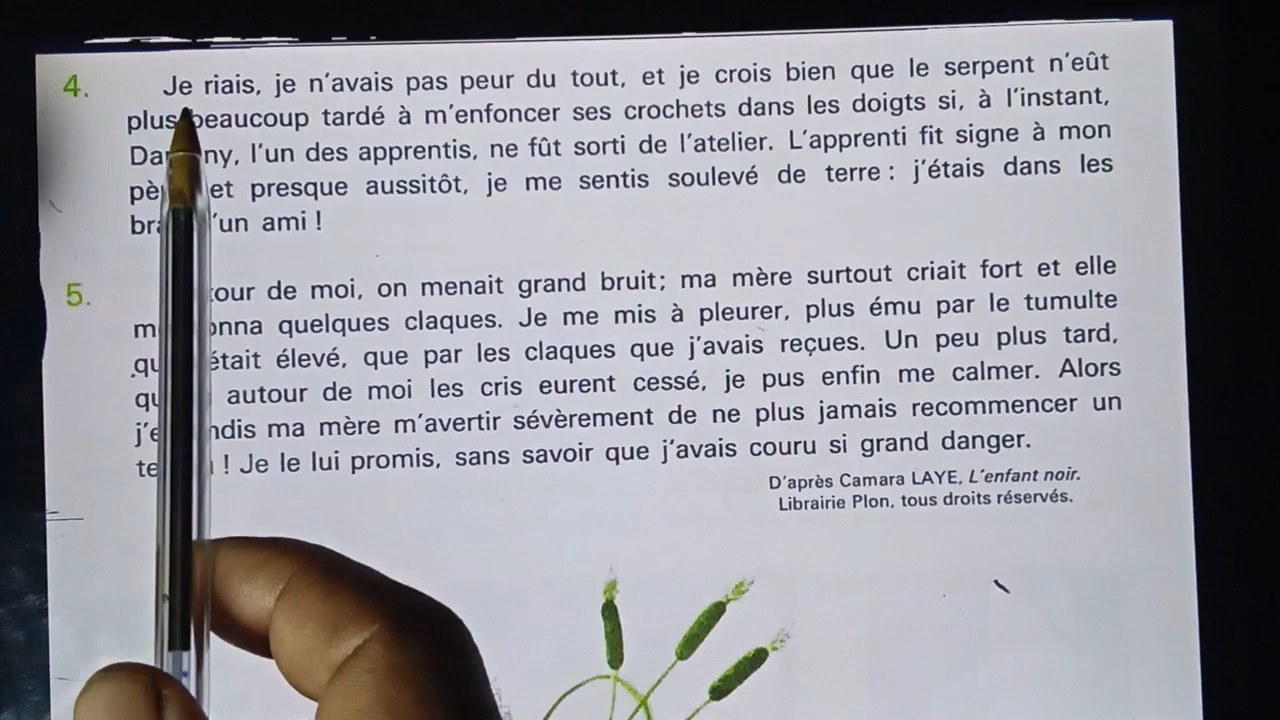 4. Je riais, je n'avais pas peur du tout, et je crois bien que le serpent n'eût
plus beaucoup tardé à m'enfoncer ses crochets dans les doigts si, à l'instant,
l'un des apprentis, ne fût sorti de l'atelier. L'apprenti fit signe à mon
et presque aussitôt, je me sentis soulevé de terre : j'étais dans les
d'un ami !
5. de moi, on menait grand bruit; ma mère surtout criait fort et elle
quelques claques. Je me mis à pleurer, plus ému par le tumulte
était élevé, que par les claques que j'avais reçues. Un peu plus tard,
autour de moi les cris eurent cessé, je pus enfin me calmer. Alors
ma mère m'avertir sévèrement de ne plus jamais recommencer un
! Je le lui promis, sans savoir que j'avais couru si grand danger.
D'après Camara LAYE, L'enfant noir.
Librairie Plon, tous droits réservés.